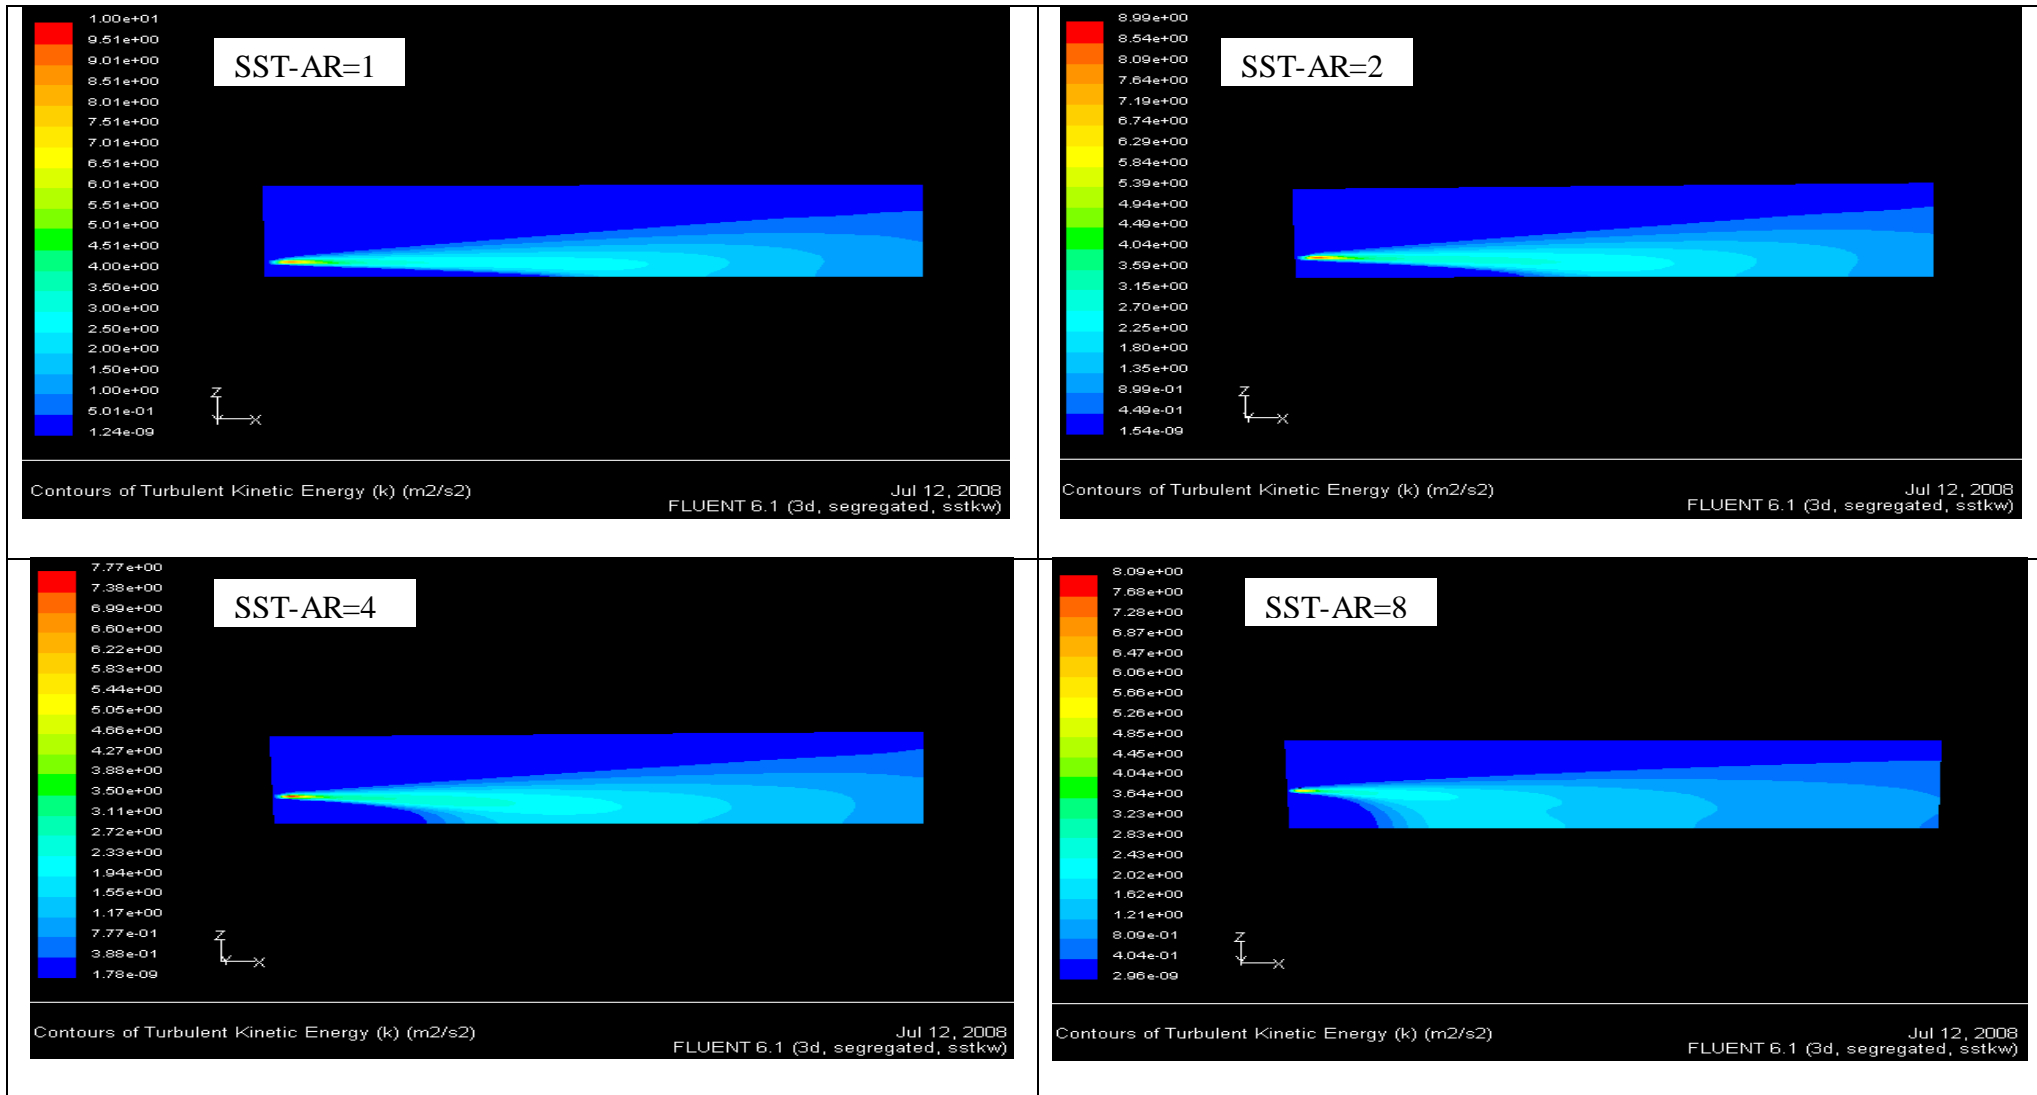 1.00e+01
9.51e+00
9.01e+00
8.51e+00
8.01e+00
7.51e+00
7.01e+00
6.51e+00
6.01e+00
5.51e+00
5.01e+00
4.51e+00
4.00e+00
3.50e+00
3.00e+00
2.50e+00
2.00e+00
1.50e+00
1.00e+00
5.01e-01
1.24e-09
SST-AR=1
Z
Y X
Contours of Turbulent Kinetic Energy (k) (m2/s2)
Jul 12, 2008
FLUENT 6.1 (3d, segregated, sstkw)
8.99e+00
8.54e+00
8.09e+00
7.64e+00
7.19e+00
6.74e+00
6.29e+00
5.84e+00
5.39e+00
4.94e+00
4.49e+00
4.04e+00
3.59e+00
3.15e+00
2.70e+00
2.25e+00
1.80e+00
1.35e+00
8.99e-01
4.49e-01
1.54e-09
SST-AR=2
Z
Y X
Contours of Turbulent Kinetic Energy (k) (m2/s2)
Jul 12, 2008
FLUENT 6.1 (3d, segregated, sstkw)
7.77e+00
7.38e+00
6.99e+00
6.60e+00
6.22e+00
5.83e+00
5.44e+00
5.05e+00
4.66e+00
4.27e+00
3.88e+00
3.50e+00
3.11e+00
2.72e+00
2.33e+00
1.94e+00
1.55e+00
1.17e+00
7.77e-01
3.88e-01
1.78e-09
SST-AR=4
Z
Y X
Contours of Turbulent Kinetic Energy (k) (m2/s2)
Jul 12, 2008
FLUENT 6.1 (3d, segregated, sstkw)
8.09e+00
7.68e+00
7.28e+00
6.87e+00
6.47e+00
6.06e+00
5.66e+00
5.26e+00
4.85e+00
4.45e+00
4.04e+00
3.64e+00
3.23e+00
2.83e+00
2.43e+00
2.02e+00
1.62e+00
1.21e+00
8.09e-01
4.04e-01
2.96e-09
SST-AR=8
Z
Y X
Contours of Turbulent Kinetic Energy (k) (m2/s2)
Jul 12, 2008
FLUENT 6.1 (3d, segregated, sstkw)